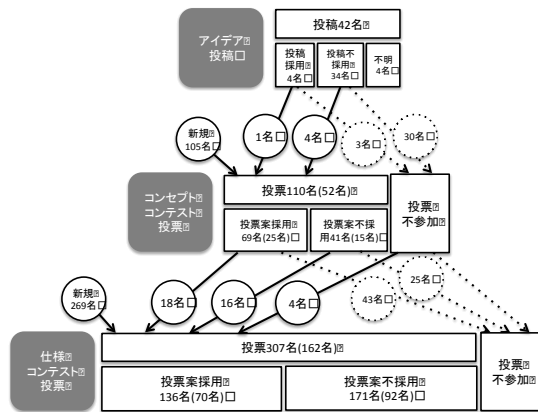 投稿42名
アイデア
投稿
投稿
採用
4名
投稿不
採用
34名
不明
4名
新規
105名
1名
4名
3名
30名
コンセプト
コンテスト
投票
投票110名(52名)
投票案採用
69名(25名)
投票案不採
用41名(15名)
投票
不参加
新規
269名
18名
16名
4名
43名
25名
仕様
コンテスト
投票
投票307名(162名)
投票案採用
136名(70名)
投票案不採用
171名(92名)
投票
不参加